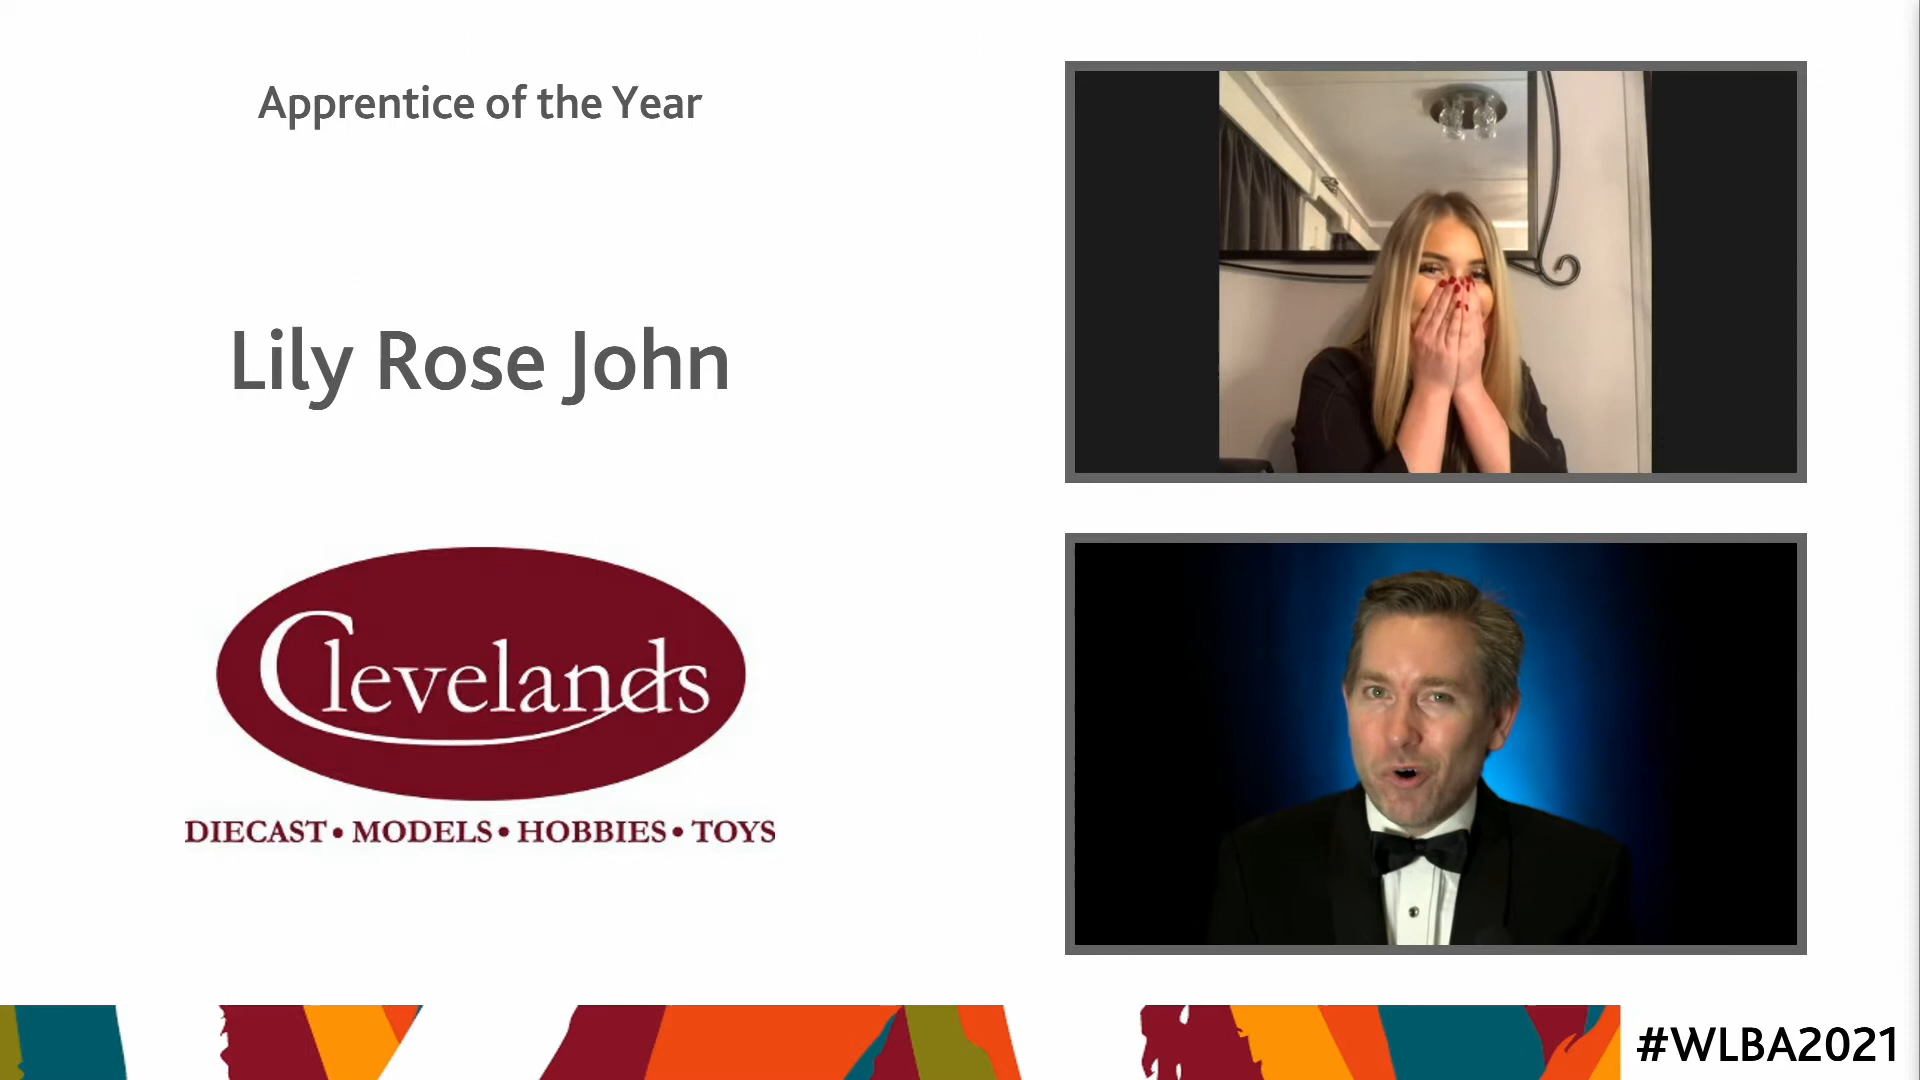 Apprentice of the Year
Lily Rose John
Clevelands
DIECAST • MODELS • HOBBIES • TOYS
#WLBA2021